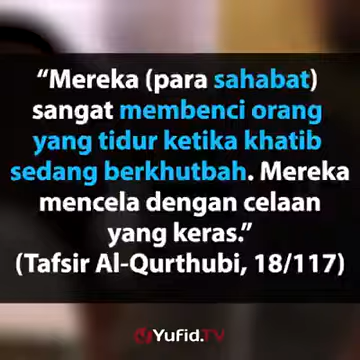 “Mereka (para sahabat)
sangat membenci orang
yang tidur ketika khatib
sedang berkhutbah. Mereka
mencela dengan celaan
yang keras.”
(Tafsir Al-Qurthubi, 18/117)
Yufid.TV